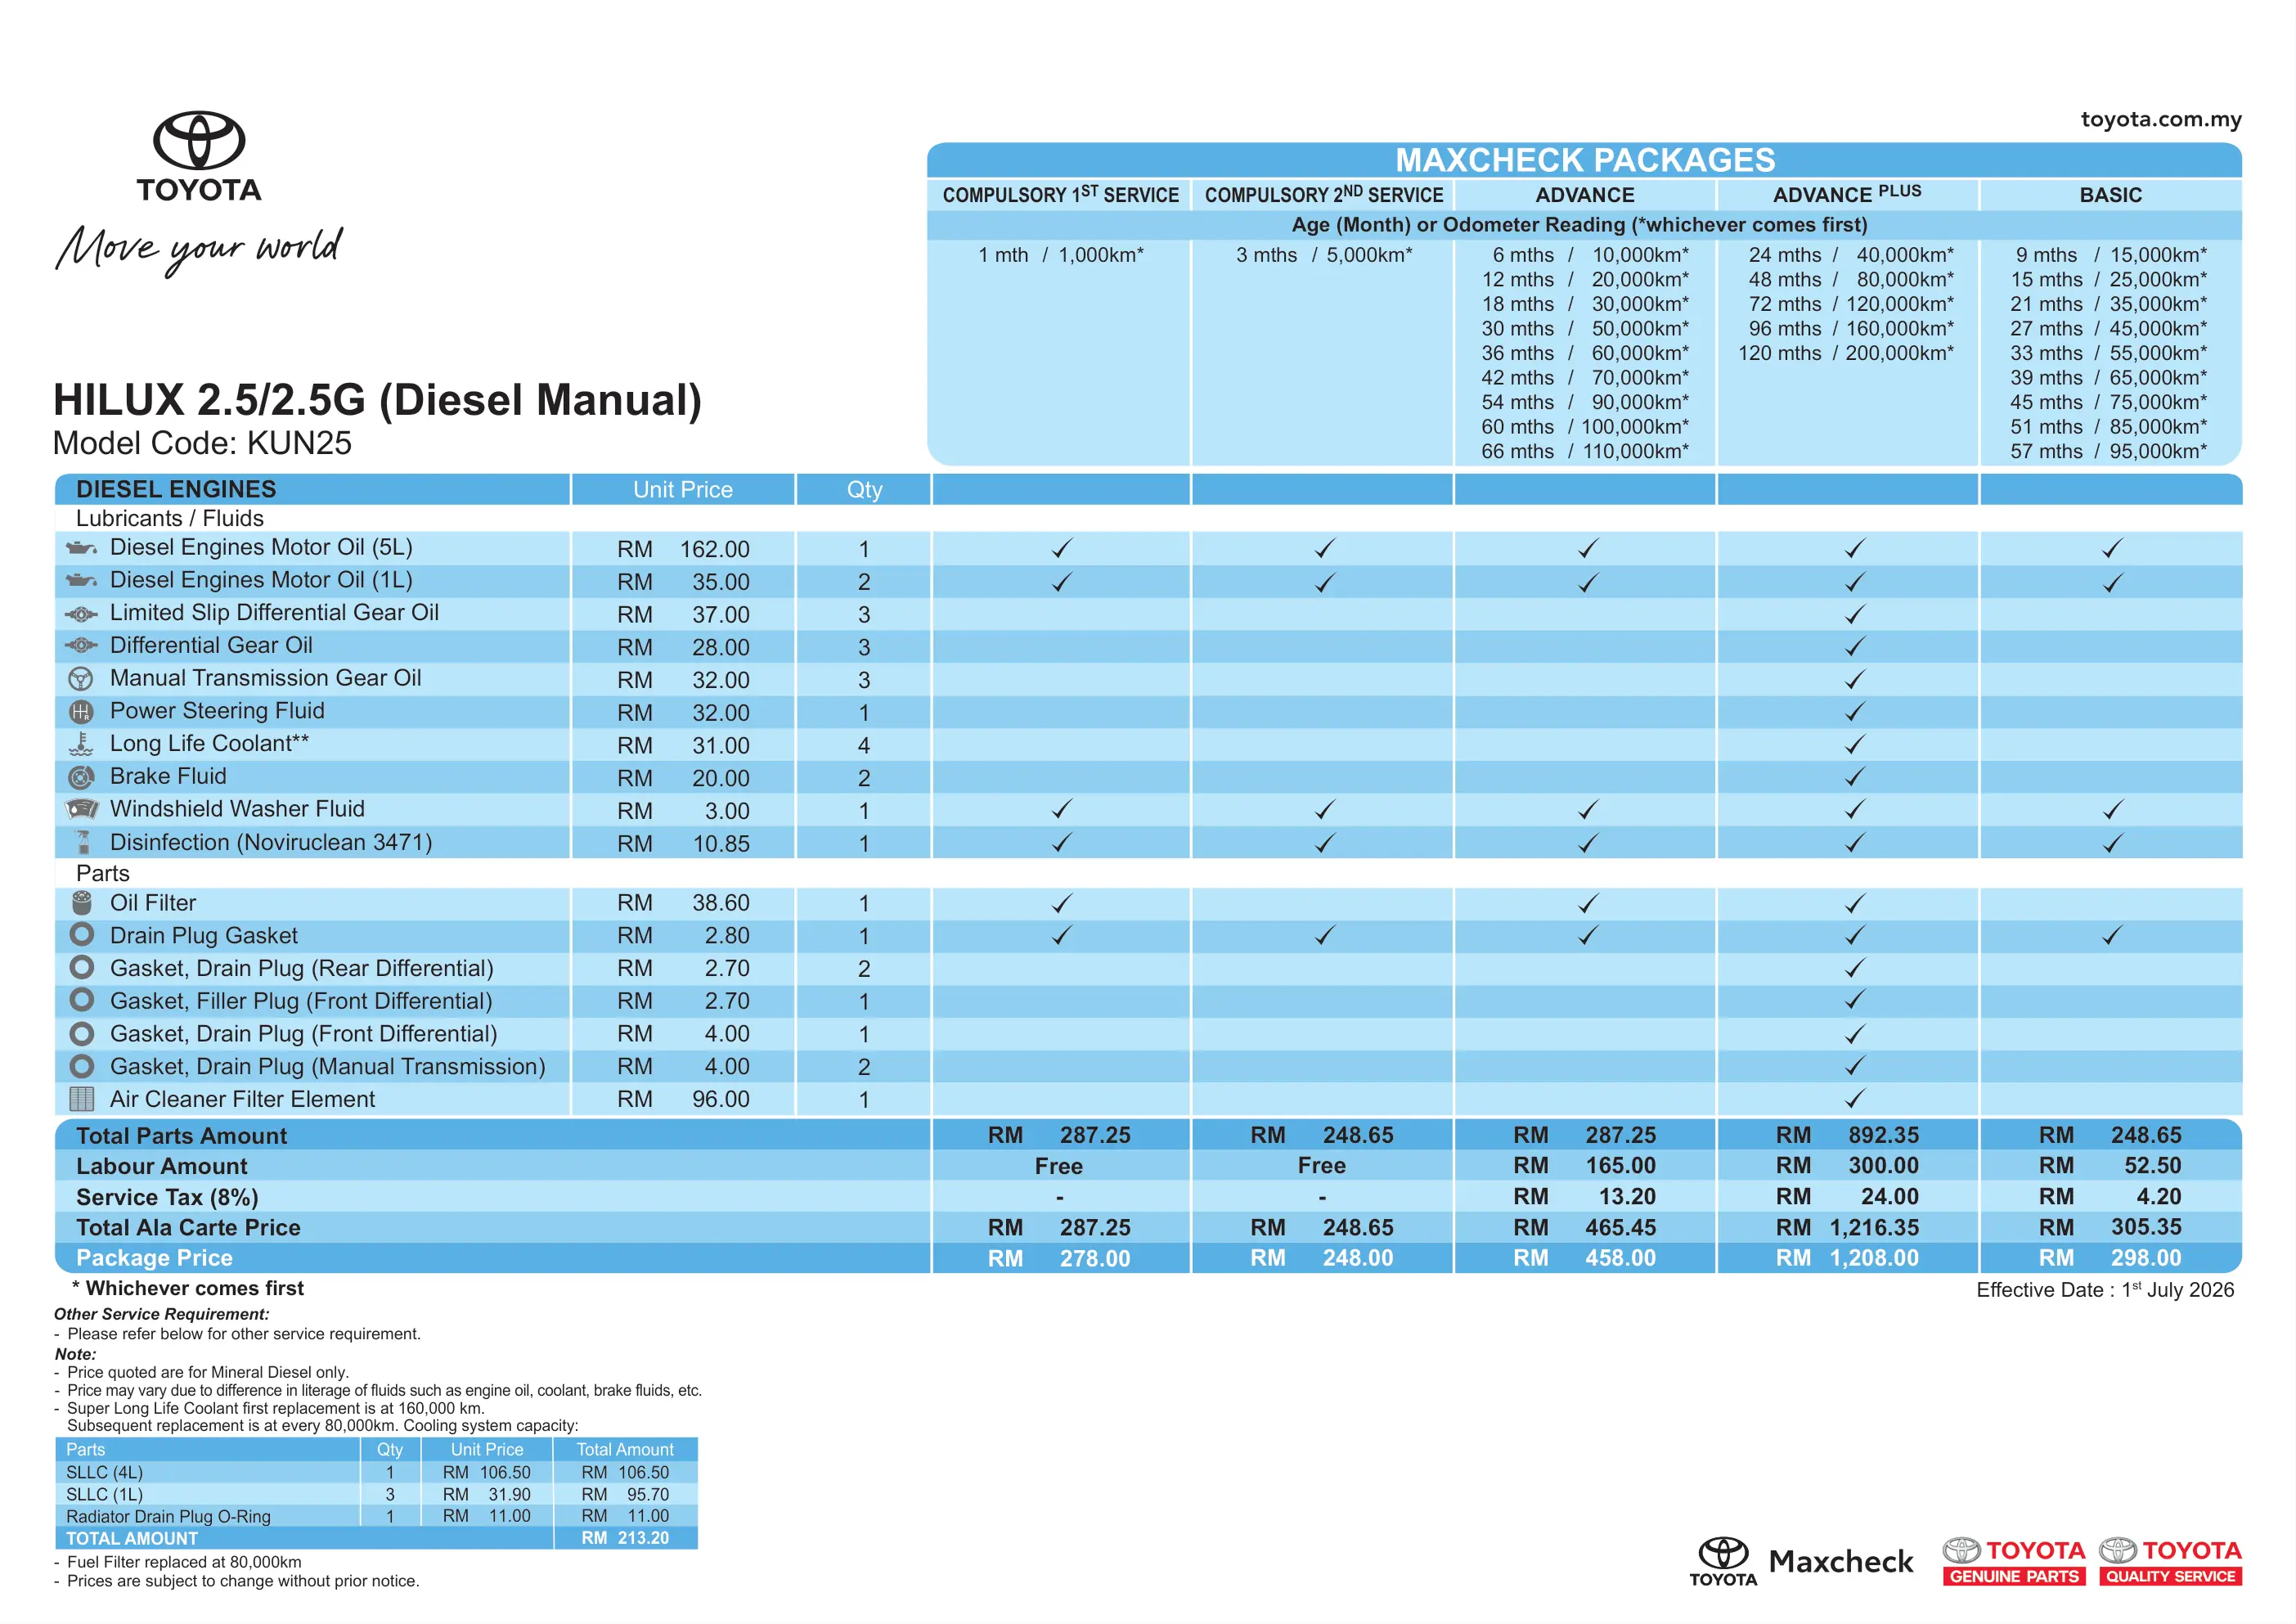 toyota.com.my
TOYOTA
Move your world
HILUX 2.5/2.5G (Diesel Manual)
Model Code: KUN25
MAXCHECK PACKAGES
COMPULSORY 1ST SERVICE COMPULSORY 2ND SERVICE ADVANCE ADVANCE PLUS BASIC
Age (Month) or Odometer Reading (*whichever comes first)
1 mth / 1,000km* 3 mths / 5,000km* 6 mths / 10,000km* 24 mths / 40,000km* 9 mths / 15,000km*
12 mths / 20,000km* 48 mths / 80,000km* 15 mths / 25,000km*
18 mths / 30,000km* 72 mths / 120,000km* 21 mths / 35,000km*
30 mths / 50,000km* 96 mths / 160,000km* 27 mths / 45,000km*
36 mths / 60,000km* 120 mths / 200,000km* 33 mths / 55,000km*
42 mths / 70,000km* 39 mths / 65,000km*
54 mths / 90,000km* 45 mths / 75,000km*
60 mths / 100,000km* 51 mths / 85,000km*
66 mths / 110,000km* 57 mths / 95,000km*
DIESEL ENGINES Unit Price Qty
Lubricants / Fluids
Diesel Engines Motor Oil (5L) RM 162.00 1 ✓ ✓ ✓ ✓ ✓
Diesel Engines Motor Oil (1L) RM 35.00 2 ✓ ✓ ✓ ✓ ✓
Limited Slip Differential Gear Oil RM 37.00 3 ✓
Differential Gear Oil RM 28.00 3 ✓
Manual Transmission Gear Oil RM 32.00 3 ✓
Power Steering Fluid RM 32.00 1 ✓
Long Life Coolant** RM 31.00 4 ✓
Brake Fluid RM 20.00 2 ✓
Windshield Washer Fluid RM 3.00 1 ✓ ✓ ✓ ✓ ✓
Disinfection (Noviruclean 3471) RM 10.85 1 ✓ ✓ ✓ ✓ ✓
Parts
Oil Filter RM 38.60 1 ✓ ✓ ✓
Drain Plug Gasket RM 2.80 1 ✓ ✓ ✓ ✓ ✓
Gasket, Drain Plug (Rear Differential) RM 2.70 2 ✓
Gasket, Filler Plug (Front Differential) RM 2.70 1 ✓
Gasket, Drain Plug (Front Differential) RM 4.00 1 ✓
Gasket, Drain Plug (Manual Transmission) RM 4.00 2 ✓
Air Cleaner Filter Element RM 96.00 1 ✓
Total Parts Amount RM 287.25 RM 248.65 RM 287.25 RM 892.35 RM 248.65
Labour Amount Free Free RM 165.00 RM 300.00 RM 52.50
Service Tax (8%) - - RM 13.20 RM 24.00 RM 4.20
Total Ala Carte Price RM 287.25 RM 248.65 RM 465.45 RM 1,216.35 RM 305.35
Package Price RM 278.00 RM 248.00 RM 458.00 RM 1,208.00 RM 298.00
* Whichever comes first
Effective Date : 1st July 2026
Other Service Requirement:
- Please refer below for other service requirement.
Note:
- Price quoted are for Mineral Diesel only.
- Price may vary due to difference in literage of fluids such as engine oil, coolant, brake fluids, etc.
- Super Long Life Coolant first replacement is at 160,000 km.
Subsequent replacement is at every 80,000km. Cooling system capacity:
Parts Qty Unit Price Total Amount
SLLC (4L) 1 RM 106.50 RM 106.50
SLLC (1L) 3 RM 31.90 RM 95.70
Radiator Drain Plug O-Ring 1 RM 11.00 RM 11.00
TOTAL AMOUNT RM 213.20
- Fuel Filter replaced at 80,000km
- Prices are subject to change without prior notice.
TOYOTA Maxcheck
TOYOTA GENUINE PARTS
TOYOTA QUALITY SERVICE